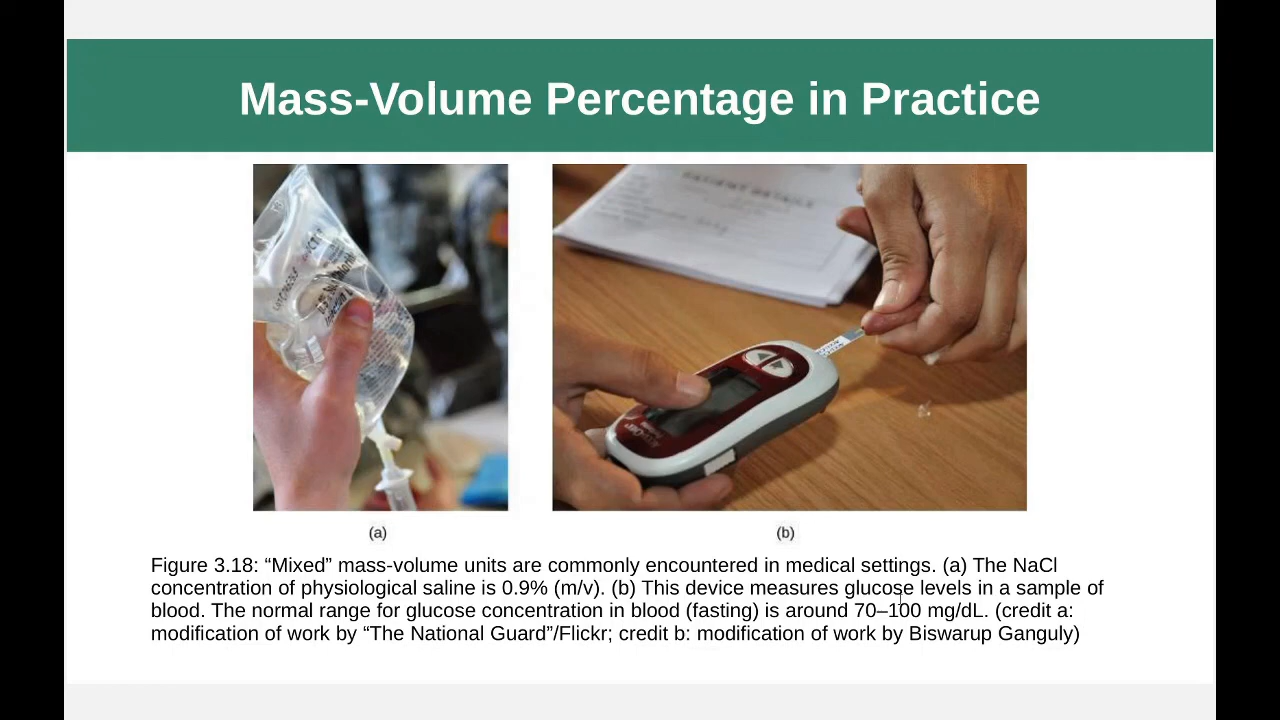 Mass-Volume Percentage in Practice
PATIENT DETAILS
(a)
(b)
Figure 3.18: “Mixed” mass-volume units are commonly encountered in medical settings. (a) The NaCl
concentration of physiological saline is 0.9% (m/v). (b) This device measures glucose levels in a sample of
blood. The normal range for glucose concentration in blood (fasting) is around 70–100 mg/dL. (credit a:
modification of work by “The National Guard”/Flickr; credit b: modification of work by Biswarup Ganguly)